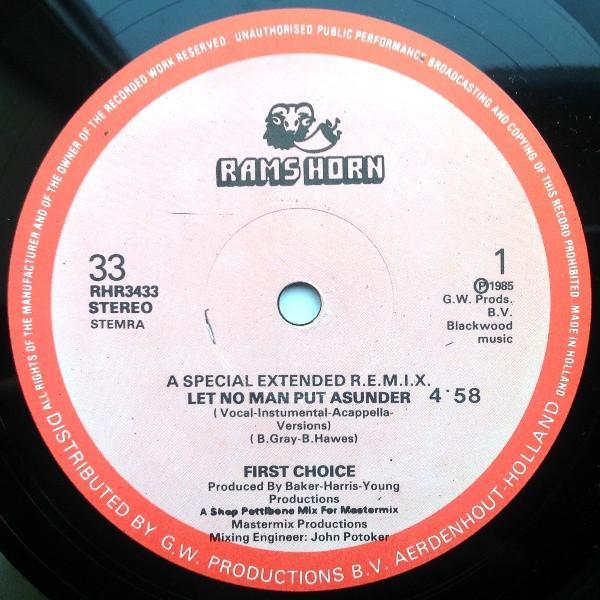 ALL RIGHTS OF THE MANUFACTURER AND OF THE OWNER OF THE RECORDED WORK RESERVED. UNAUTHORISED PUBLIC PERFORMANCE BROADCASTING AND COPYING OF THIS RECORD PROHIBITED. MADE IN HOLLAND
RAMS HORN
33
RHR3433
STEREO
STEMRA
1
Ⓟ1985
G.W. Prods.
B.V.
Blackwood
music
A SPECIAL EXTENDED R.E.M.I.X.
LET NO MAN PUT ASUNDER 4˙58
(Vocal-Instumental-Acappella-
Versions)
(B.Gray-B.Hawes)
FIRST CHOICE
Produced By Baker-Harris-Young
Productions
A Shep Pettibone Mix For Mastermix
Mastermix Productions
Mixing Engineer: John Potoker
DISTRIBUTED BY G.W. PRODUCTIONS B.V. AERDENHOUT-HOLLAND